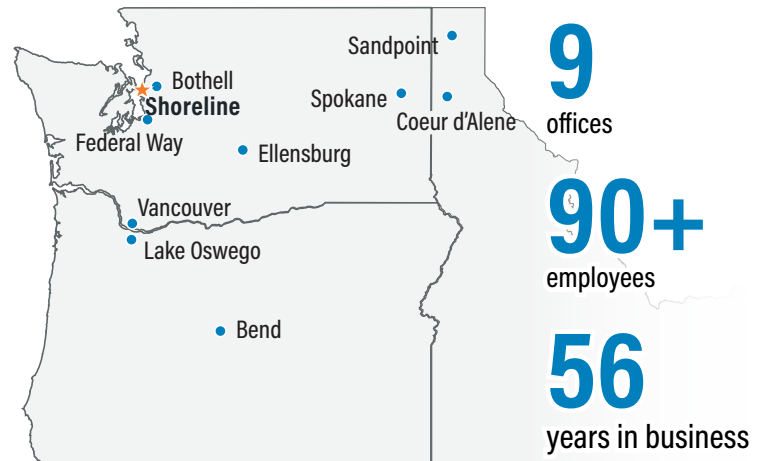 Sandpoint
Bothell
Shoreline
Spokane
Coeur d'Alene
Federal Way
Ellensburg
Vancouver
Lake Oswego
Bend
9
offices
90+
employees
56
years in business